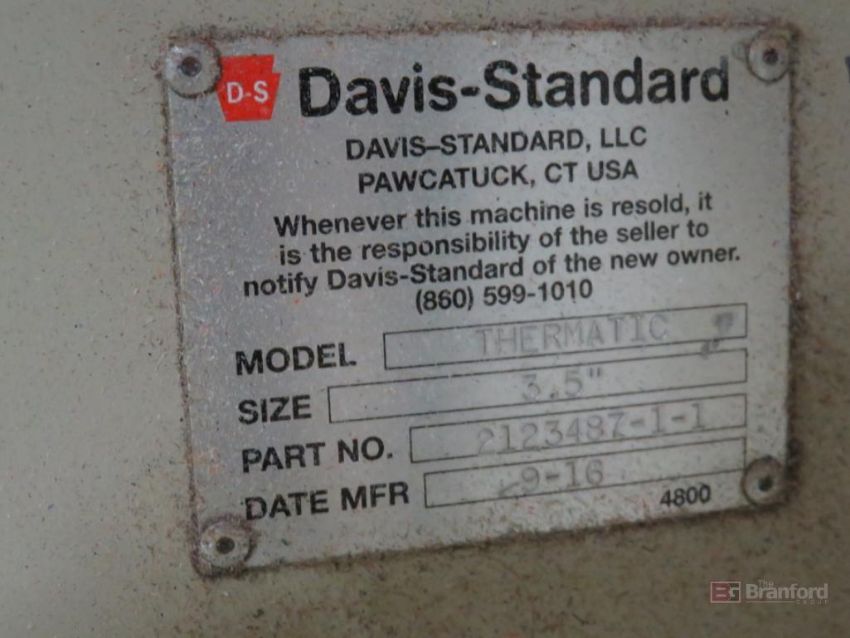 D-S Davis-Standard
DAVIS-STANDARD, LLC
PAWCATUCK, CT USA
Whenever this machine is resold, it
is the responsibility of the seller to
notify Davis-Standard of the new owner.
(860) 599-1010
MODEL THERMATIC
SIZE 3.5"
PART NO. 2123487-1-1
DATE MFR 9-16
4800
The Branford GROUP